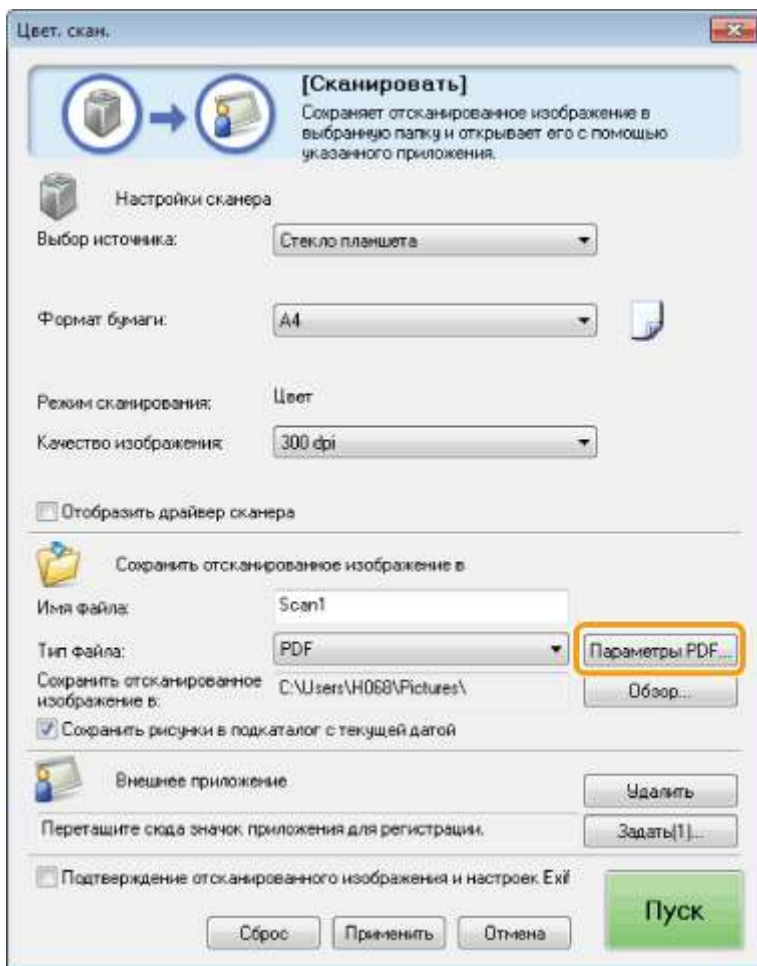 Цвет. скан.
[Сканировать]
Сохраняет отсканированное изображение в
выбранную папку и открывает его с помощью
указанного приложения.
Настройки сканера
Выбор источника: Стекло планшета
Формат бумаги: A4
Режим сканирования: Цвет
Качество изображения: 300 dpi
Отобразить драйвер сканера
Сохранить отсканированное изображение в
Имя файла: Scan1
Тип файла: PDF Параметры PDF...
Сохранить отсканированное
изображение в: C:\Users\H068\Pictures\ Обзор...
Сохранить рисунки в подкаталог с текущей датой
Внешнее приложение
Удалить
Перетащите сюда значок приложения для регистрации. Задать(1)...
Подтверждение отсканированного изображения и настроек Exif
Пуск
Сброс Применить Отмена